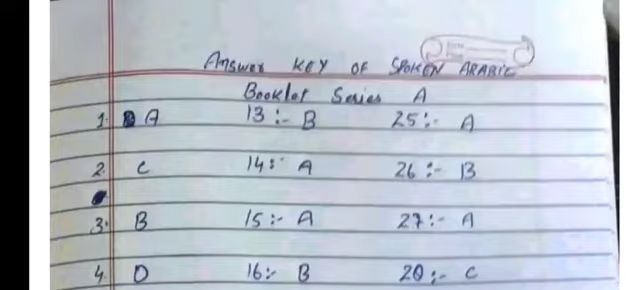 Answer KEY OF SPOKEN ARABIC
Booklet Series A
1. A 13:- B 25:- A
2. C 14:- A 26:- B
3. B 15:- A 27:- A
4. D 16:- B 28:- C